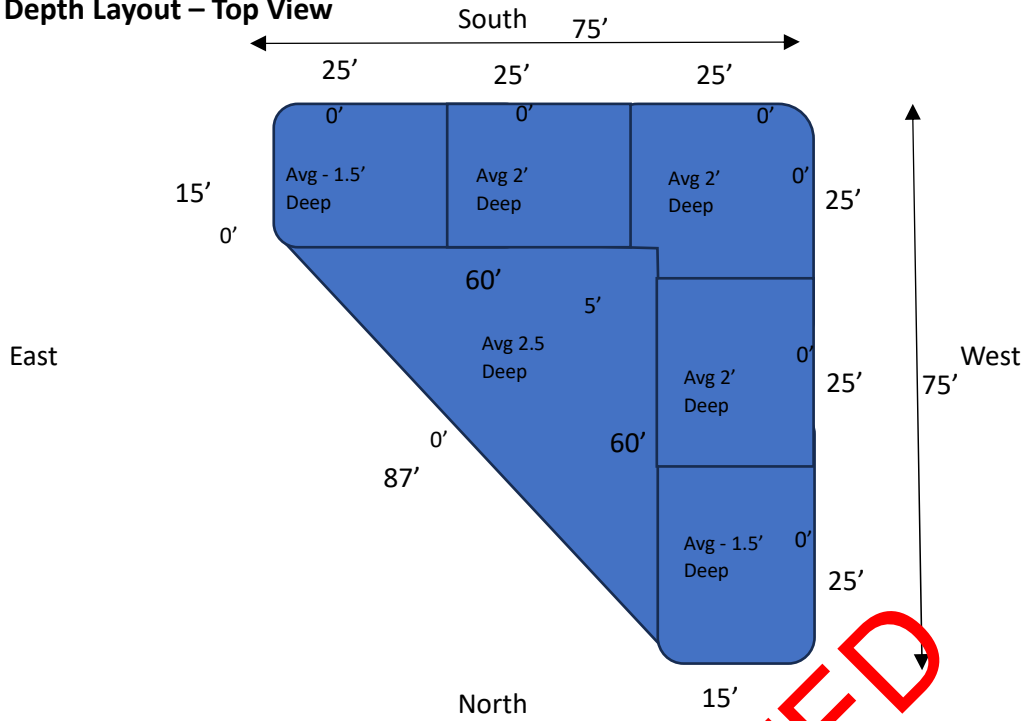 Depth Layout – Top View
South
75’
25’
25’
25’
0’
0’
0’
Avg - 1.5’
Deep
Avg 2’
Deep
Avg 2’
Deep
0’
15’
25’
0’
60’
5’
Avg 2.5
Deep
East
0’
West
Avg 2’
Deep
25’
75’
0’
60’
87’
Avg - 1.5’
Deep
0’
25’
North
15’
ED